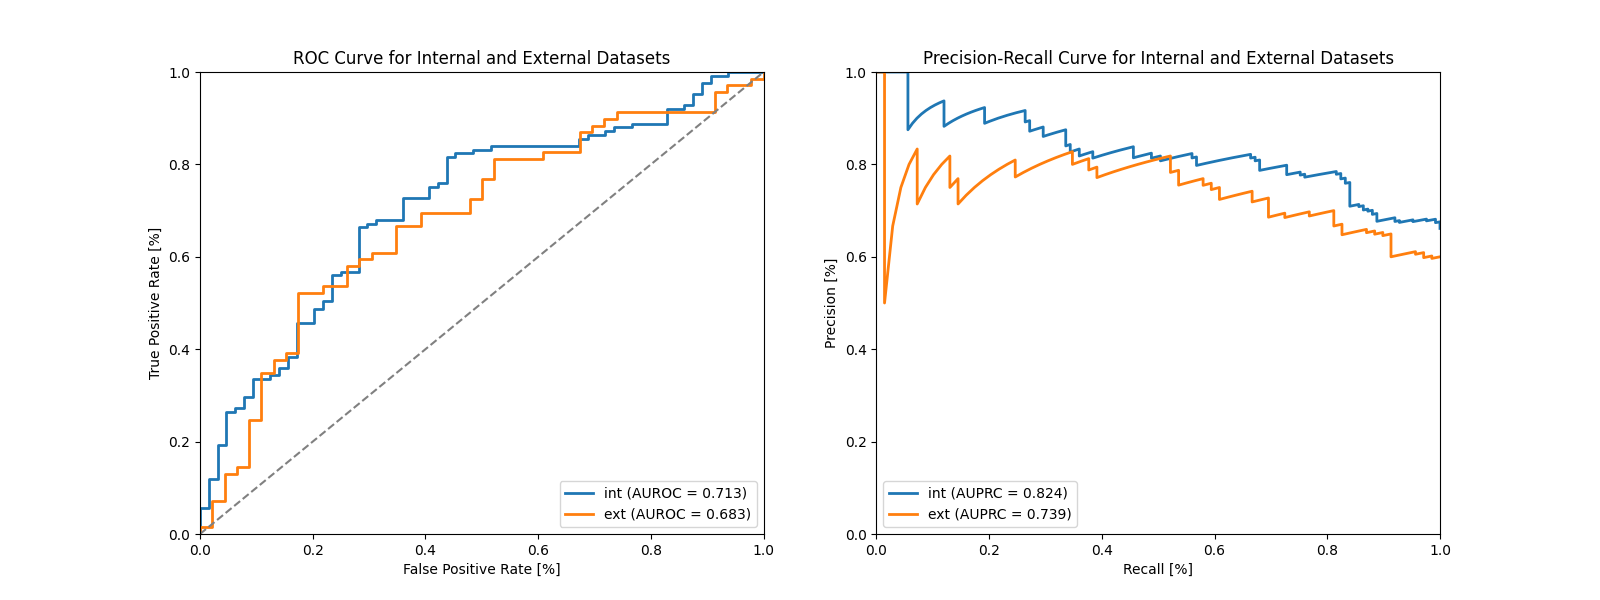 ROC Curve for Internal and External Datasets
1.0
0.8
0.6
0.4
0.2
0.0
True Positive Rate [%]
0.0 0.2 0.4 0.6 0.8 1.0
False Positive Rate [%]
int (AUROC = 0.713)
ext (AUROC = 0.683)
Precision-Recall Curve for Internal and External Datasets
1.0
0.8
0.6
0.4
0.2
0.0
Precision [%]
0.0 0.2 0.4 0.6 0.8 1.0
Recall [%]
int (AUPRC = 0.824)
ext (AUPRC = 0.739)